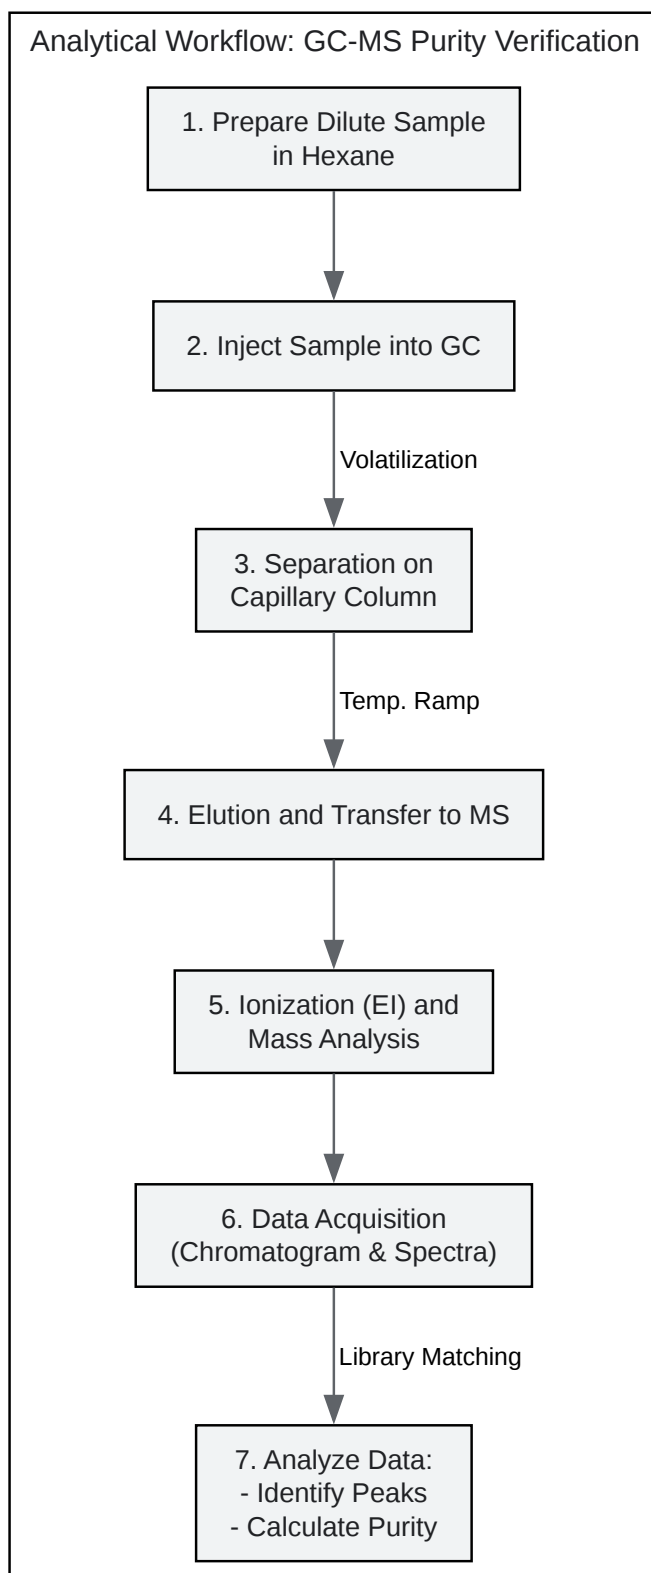 Analytical Workflow: GC-MS Purity Verification
1. Prepare Dilute Sample
in Hexane
2. Inject Sample into GC
Volatilization
3. Separation on
Capillary Column
Temp. Ramp
4. Elution and Transfer to MS
5. Ionization (EI) and
Mass Analysis
6. Data Acquisition
(Chromatogram & Spectra)
Library Matching
7. Analyze Data:
- Identify Peaks
- Calculate Purity